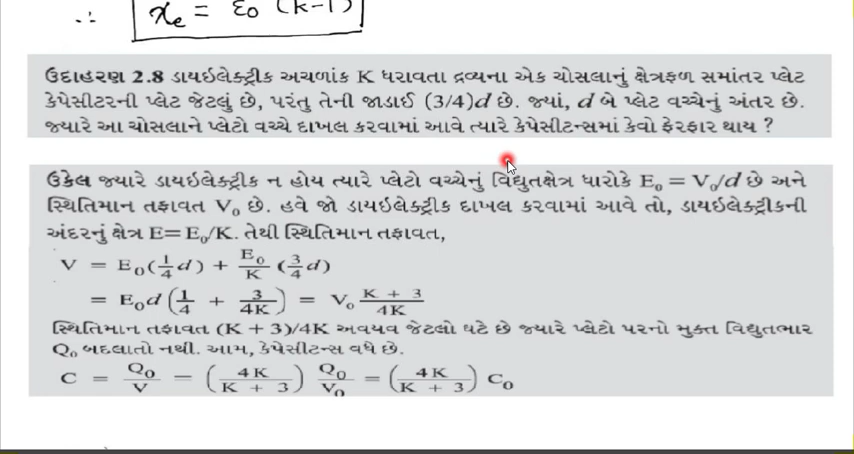 ∴ χe = ε0 (K-1)
ઉદાહરણ 2.8 ડાયઇલેક્ટ્રીક અચળાંક K ધરાવતા દ્રવ્યના એક ચોસલાનું ક્ષેત્રફળ સમાંતર પ્લેટ
કેપેસીટરની પ્લેટ જેટલું છે, પરંતુ તેની જાડાઈ (3/4)d છે. જ્યાં, d બે પ્લેટ વચ્ચેનું અંતર છે.
જ્યારે આ ચોસલાને પ્લેટો વચ્ચે દાખલ કરવામાં આવે ત્યારે કેપેસીટન્સમાં કેવો ફેરફાર થાય ?
ઉકેલ જ્યારે ડાયઇલેક્ટ્રીક ન હોય ત્યારે પ્લેટો વચ્ચેનું વિદ્યુતક્ષેત્ર ધારોકે E₀ = V₀/d છે અને
સ્થિતિમાન તફાવત V₀ છે. હવે જો ડાયઇલેક્ટ્રીક દાખલ કરવામાં આવે તો, ડાયઇલેક્ટ્રીકની
અંદરનું ક્ષેત્ર E=E₀/K. તેથી સ્થિતિમાન તફાવત,
V = E₀(1/4 d) + E₀/K (3/4 d)
= E₀d (1/4 + 3/4K) = V₀ K + 3/4K
સ્થિતિમાન તફાવત (K + 3)/4K અવયવ જેટલો ઘટે છે જ્યારે પ્લેટો પરનો મુક્ત વિદ્યુતભાર
Q₀ બદલાતો નથી. આમ, કેપેસીટન્સ વધે છે.
C = Q₀/V = (4K/K + 3) Q₀/V₀ = (4K/K + 3) C₀